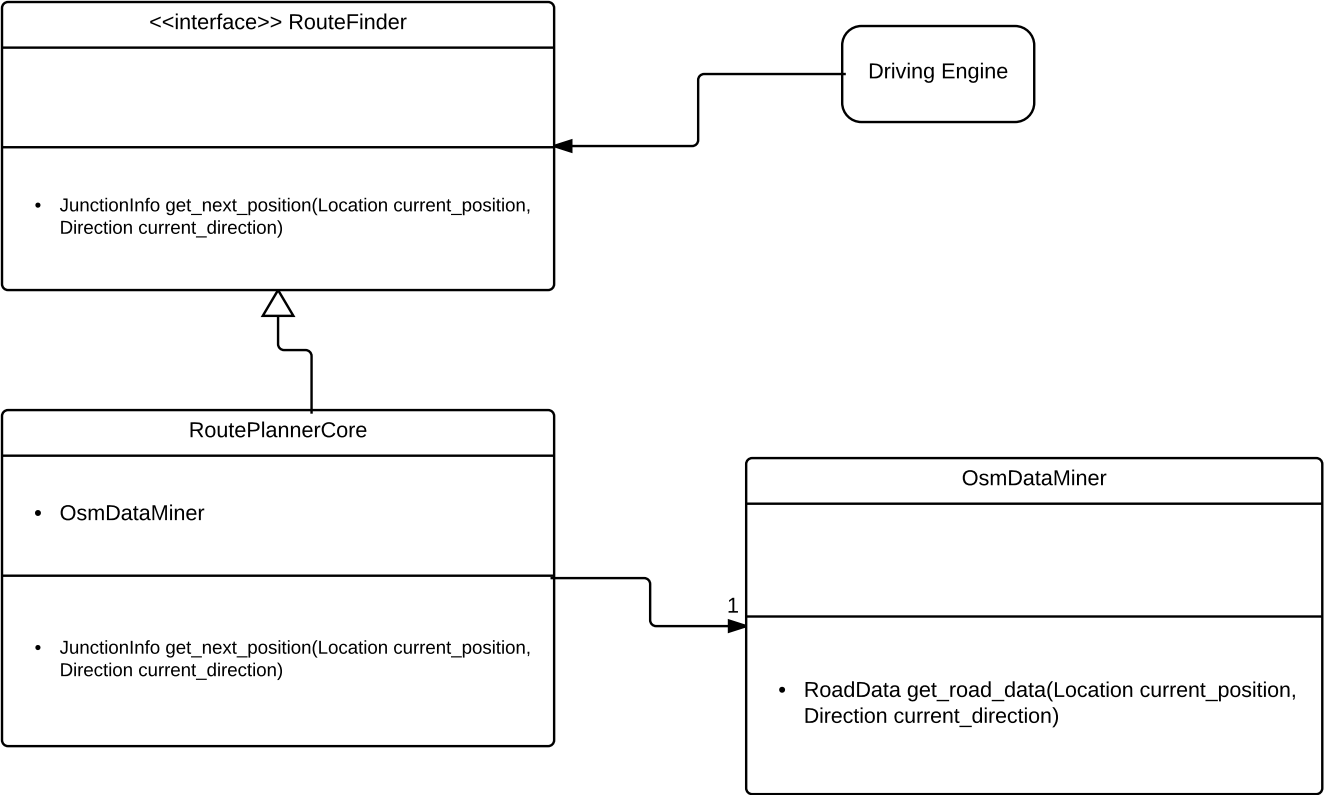 <<interface>> RouteFinder
Driving Engine
• JunctionInfo get_next_position(Location current_position,
Direction current_direction)
RoutePlannerCore
• OsmDataMiner
• JunctionInfo get_next_position(Location current_position,
Direction current_direction)
1
OsmDataMiner
• RoadData get_road_data(Location current_position,
Direction current_direction)